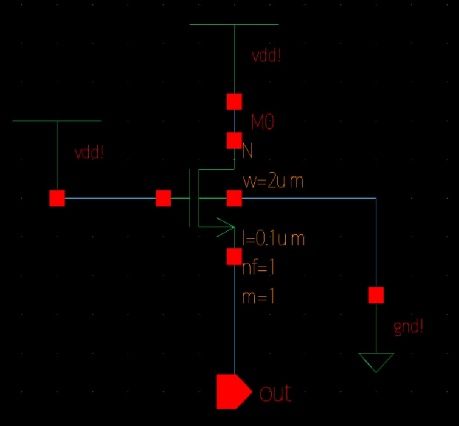 vdd!
M0
vdd!
N
w=2u m
l=0.1u m
nf=1
m=1
gnd!
out